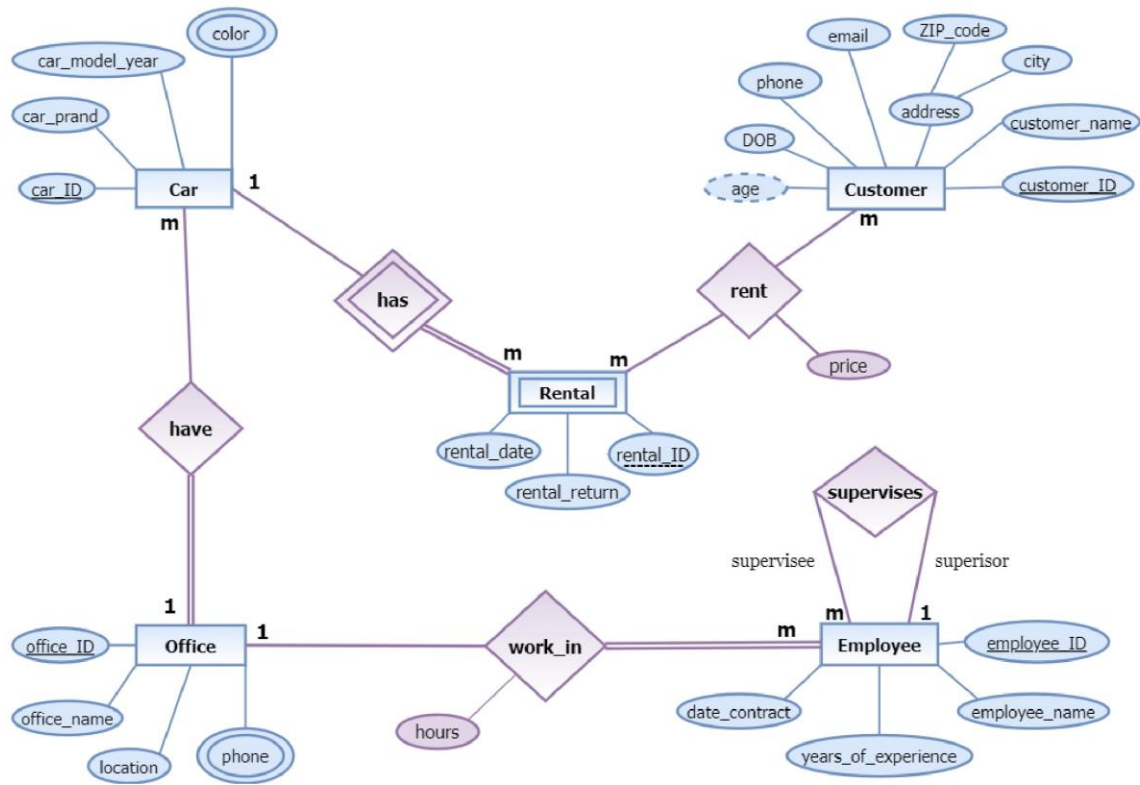 color
car_model_year
car_prand
car_ID
Car
1
m
ZIP_code
email
city
phone
address
customer_name
DOB
age
Customer
customer_ID
m
has
rent
m
m
price
Rental
rental_date
rental_ID
rental_return
have
supervises
supervisee
superisor
1
1
m
m
1
office_ID
Office
work_in
Employee
employee_ID
office_name
location
phone
hours
date_contract
employee_name
years_of_experience